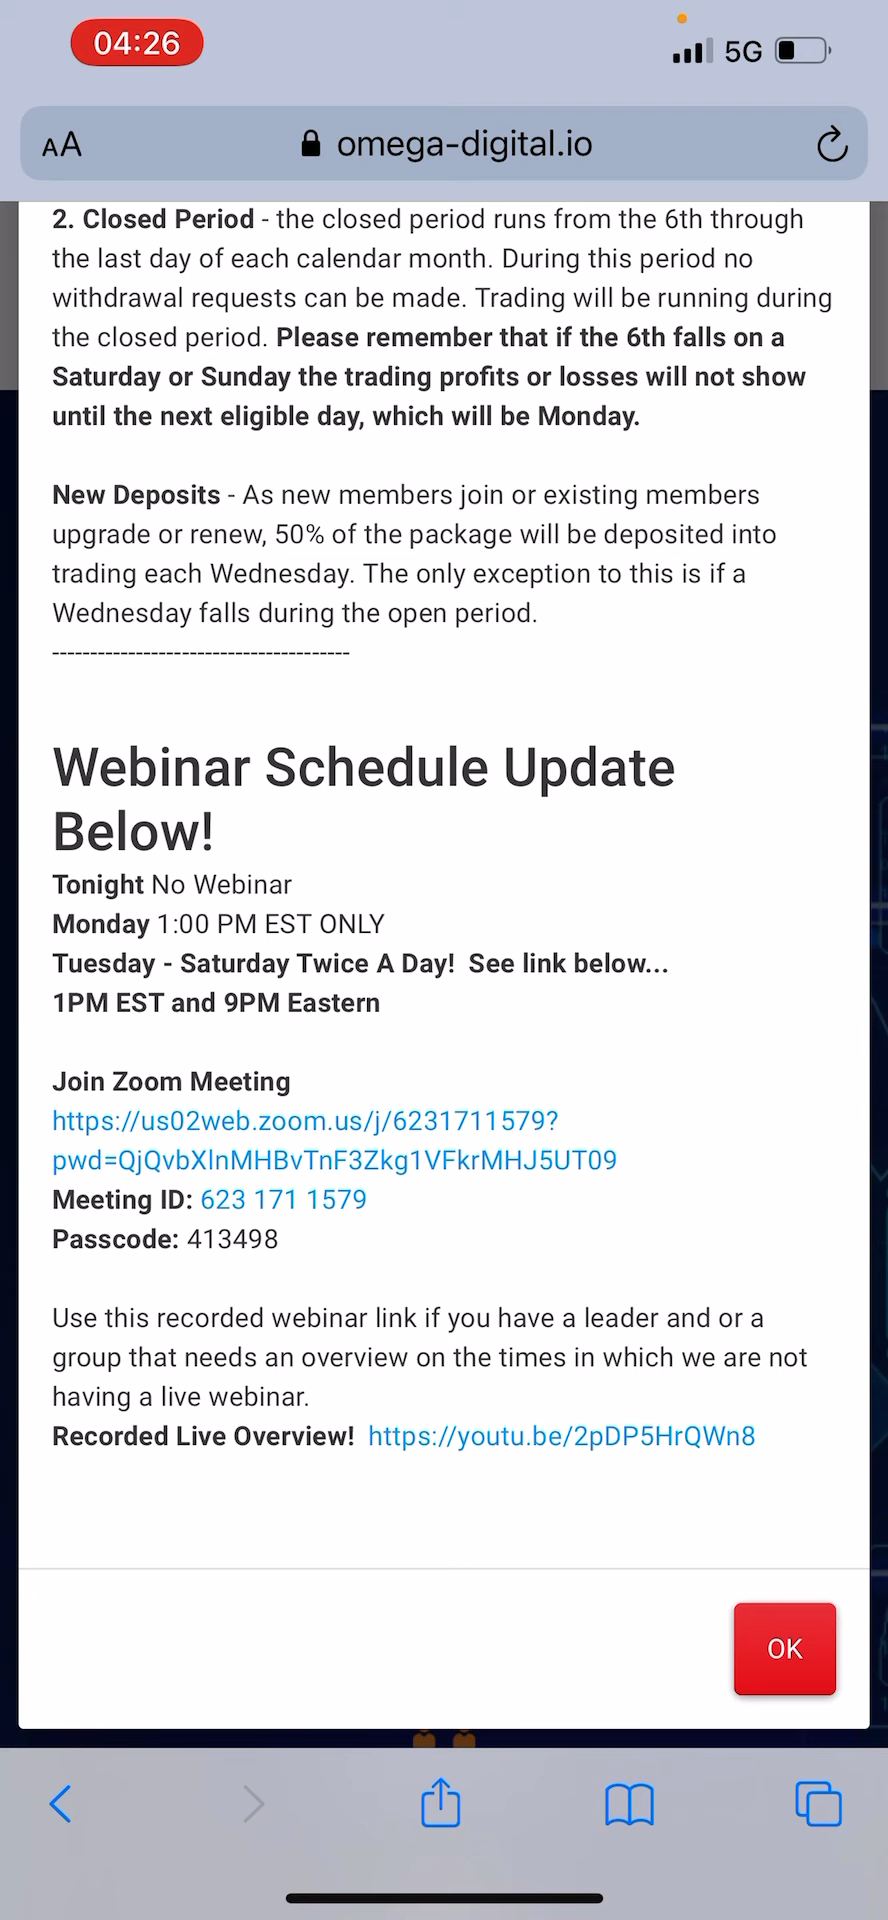 04:26
5G
AA
omega-digital.io
2. Closed Period - the closed period runs from the 6th through
the last day of each calendar month. During this period no
withdrawal requests can be made. Trading will be running during
the closed period. Please remember that if the 6th falls on a
Saturday or Sunday the trading profits or losses will not show
until the next eligible day, which will be Monday.
New Deposits - As new members join or existing members
upgrade or renew, 50% of the package will be deposited into
trading each Wednesday. The only exception to this is if a
Wednesday falls during the open period.
---------------------------------------
Webinar Schedule Update
Below!
Tonight No Webinar
Monday 1:00 PM EST ONLY
Tuesday - Saturday Twice A Day! See link below...
1PM EST and 9PM Eastern
Join Zoom Meeting
https://us02web.zoom.us/j/6231711579?
pwd=QjQvbXlnMHBvTnF3Zkg1VFkrMHJ5UT09
Meeting ID: 623 171 1579
Passcode: 413498
Use this recorded webinar link if you have a leader and or a
group that needs an overview on the times in which we are not
having a live webinar.
Recorded Live Overview! https://youtu.be/2pDP5HrQWn8
OK